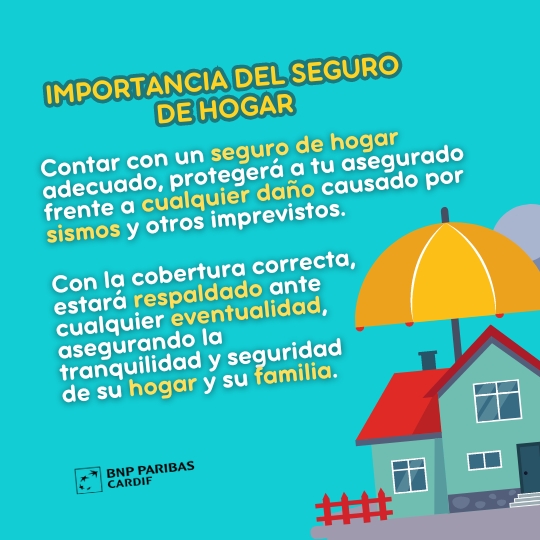 IMPORTANCIA DEL SEGURO
DE HOGAR
Contar con un seguro de hogar
adecuado, protegerá a tu asegurado
frente a cualquier daño causado por
sismos y otros imprevistos.
Con la cobertura correcta,
estará respaldado ante
cualquier eventualidad,
asegurando la
tranquilidad y seguridad
de su hogar y su familia.
BNP PARIBAS
CARDIF